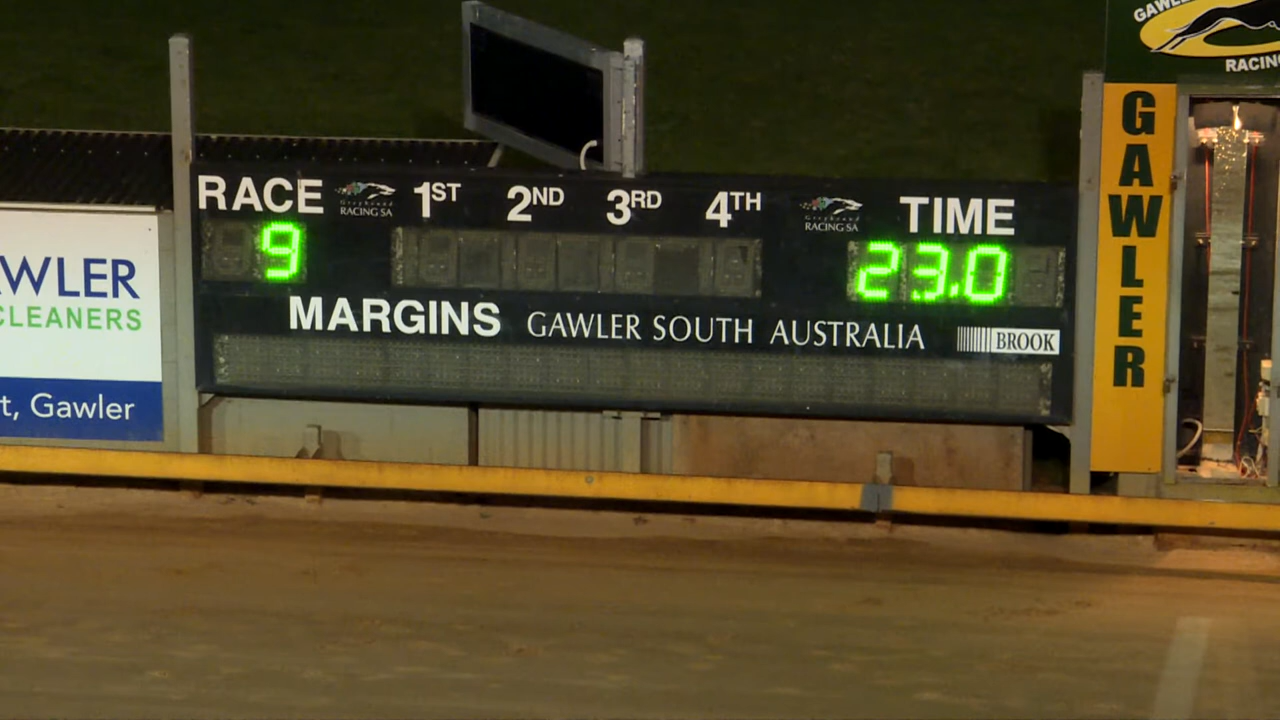 GAWLER
RACING
RACE 1ST 2ND 3RD 4TH TIME
Greyhound
RACING SA
Greyhound
RACING SA
9 23.0
MARGINS GAWLER SOUTH AUSTRALIA BROOK
GAWLER
AWLER
CLEANERS
t, Gawler